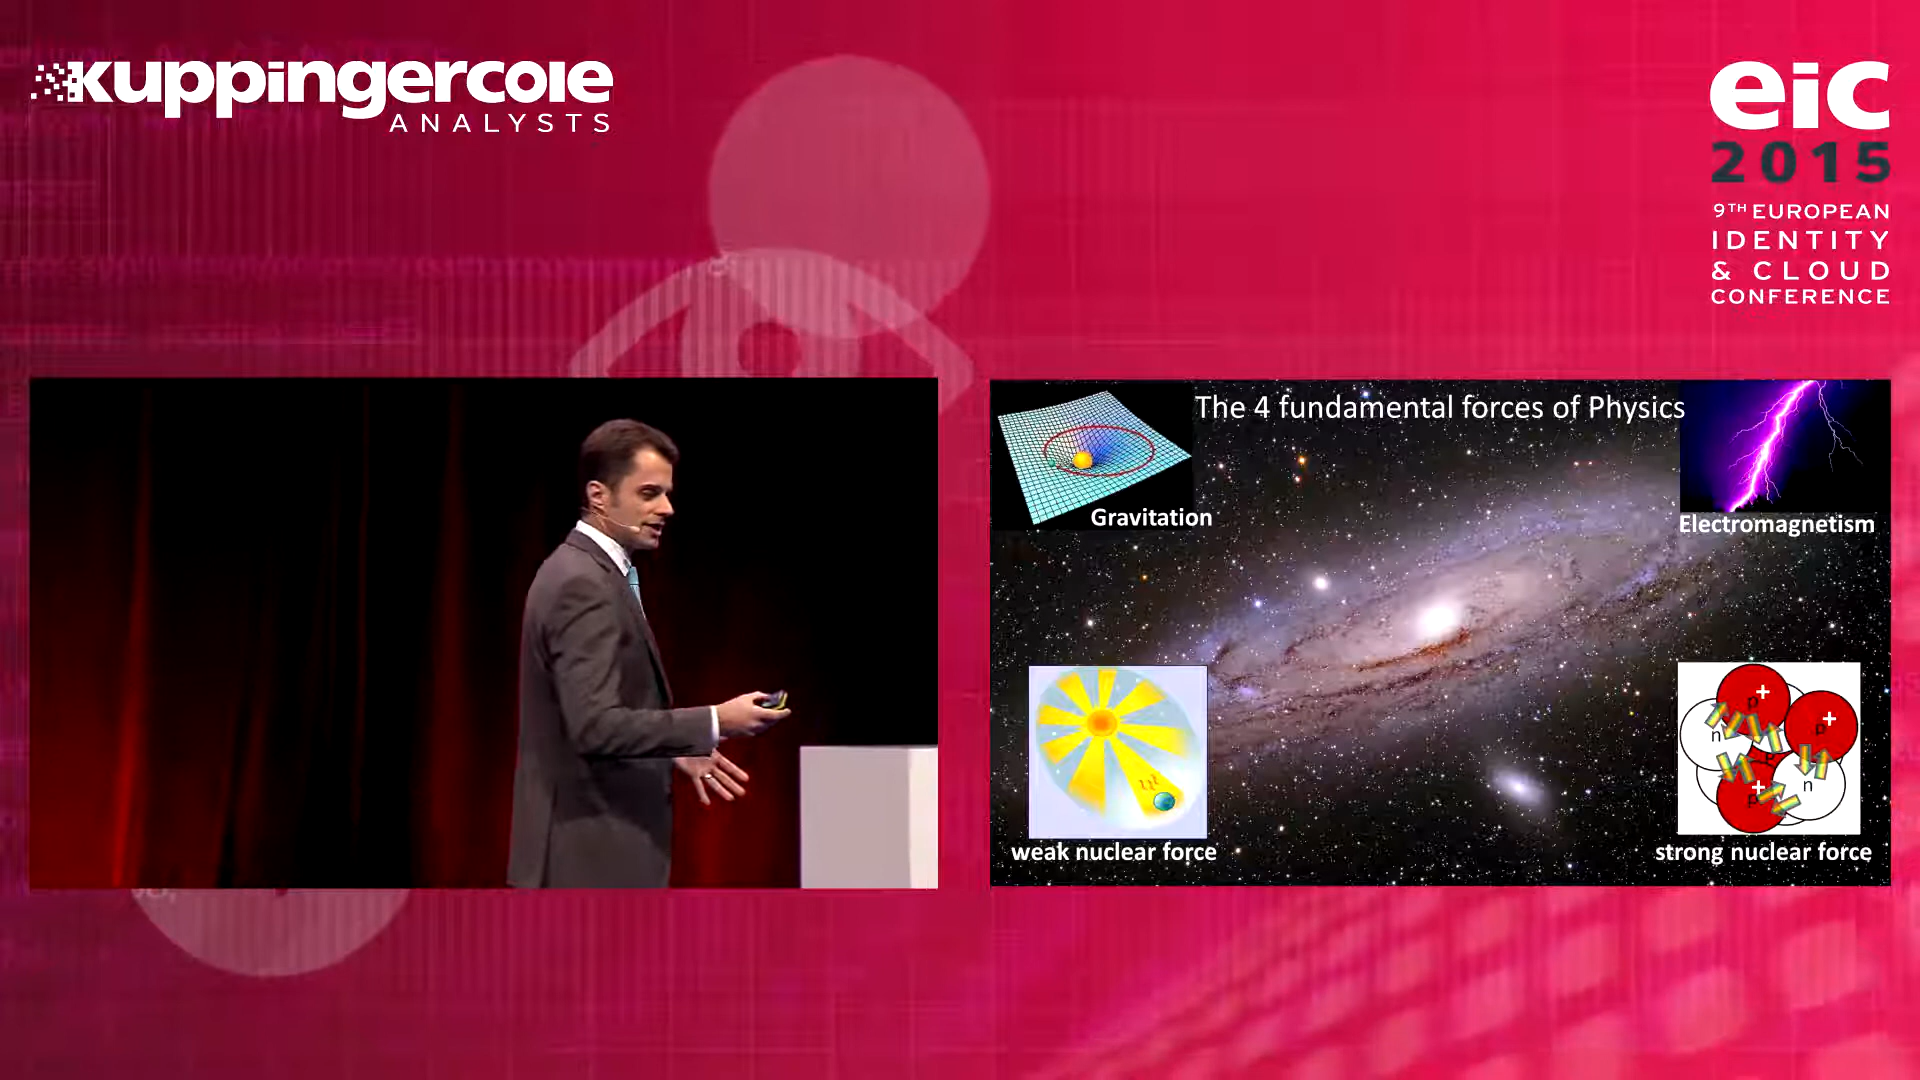 kuppingercole
ANALYSTS
eic
2015
9TH EUROPEAN
IDENTITY
& CLOUD
CONFERENCE
The 4 fundamental forces of Physics
Gravitation
Electromagnetism
weak nuclear force
strong nuclear force
p
+
n
p
+
p
p
+
n